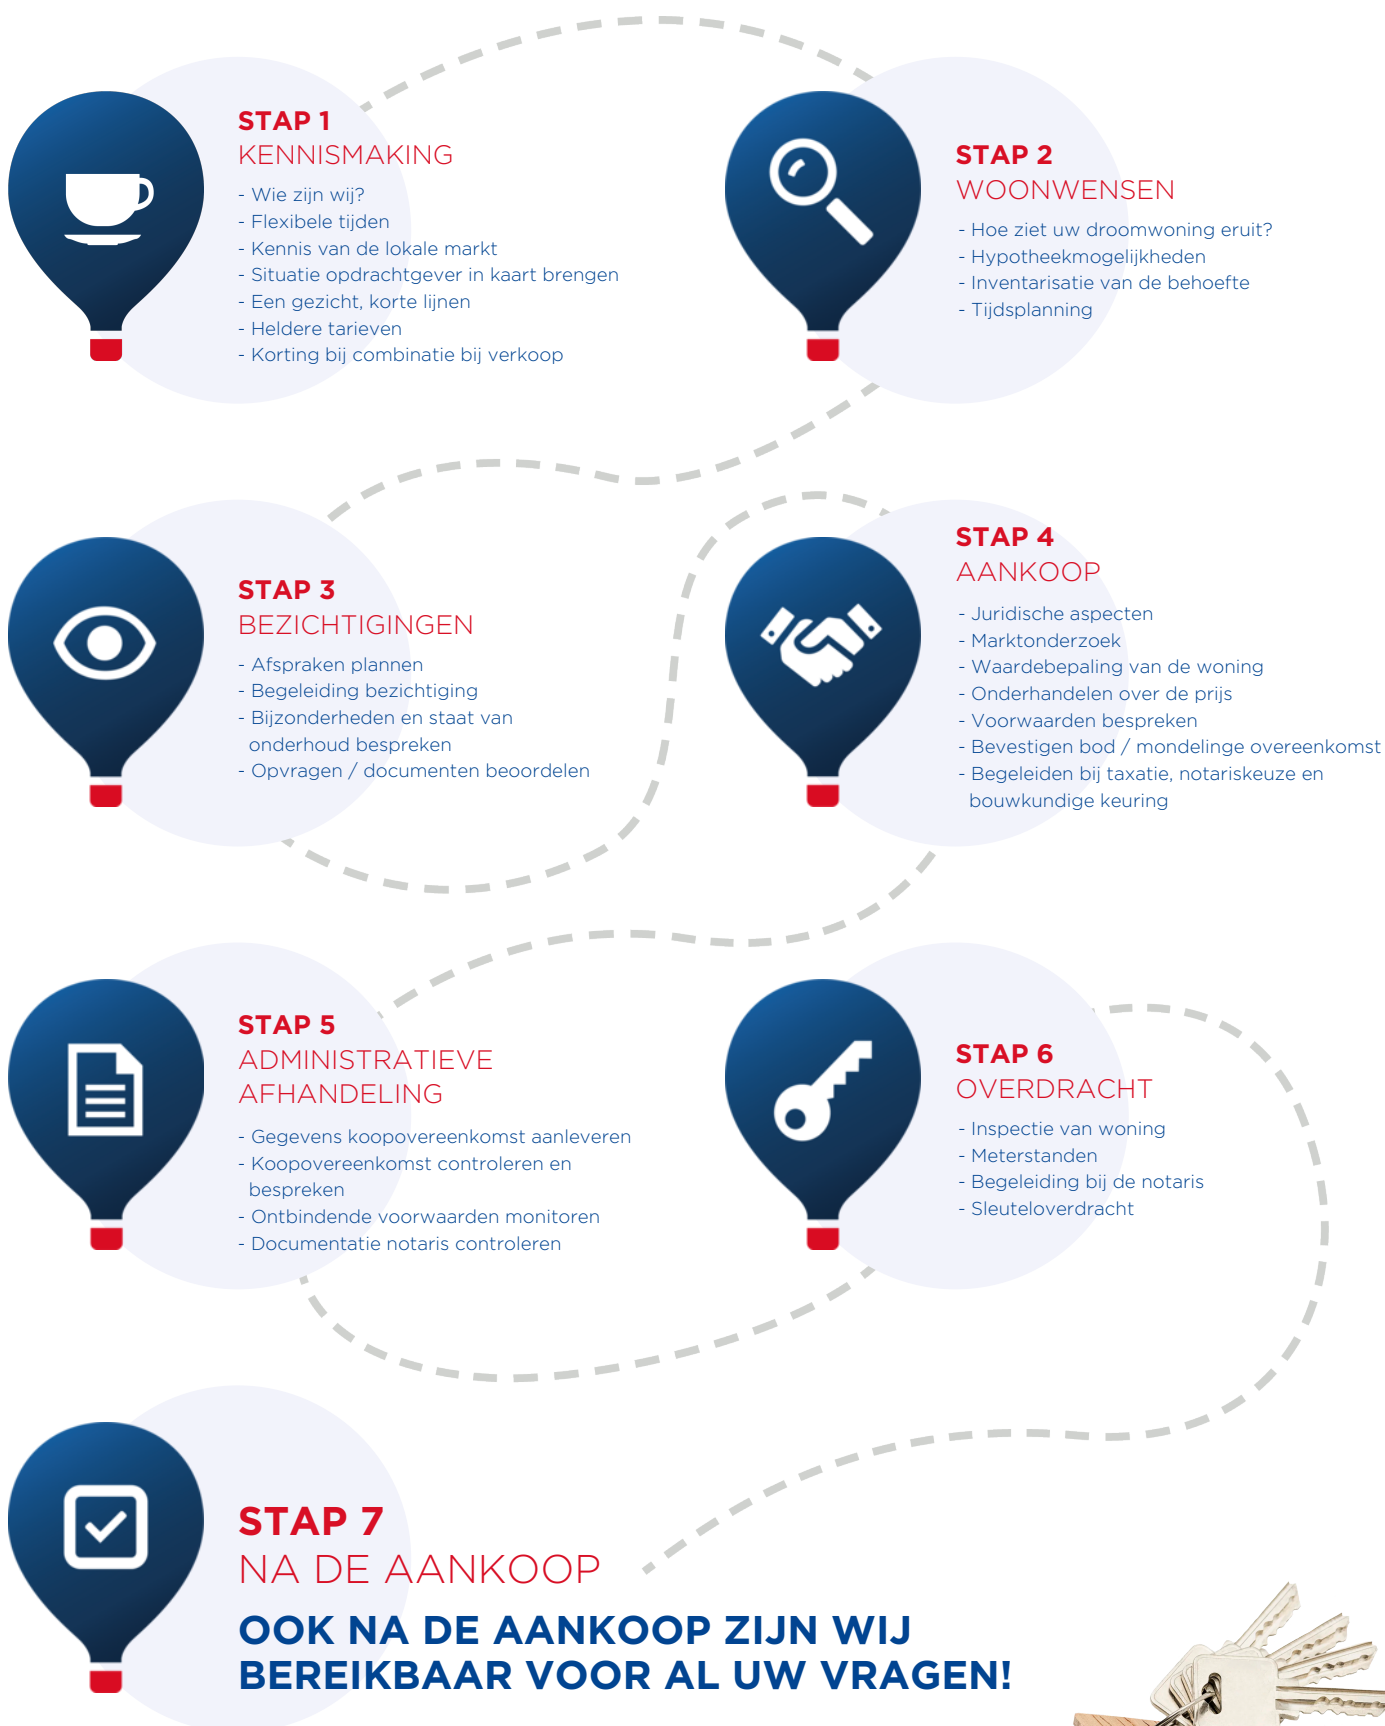 STAP 1
KENNISMAKING
- Wie zijn wij?
- Flexibele tijden
- Kennis van de lokale markt
- Situatie opdrachtgever in kaart brengen
- Een gezicht, korte lijnen
- Heldere tarieven
- Korting bij combinatie bij verkoop
STAP 2
WOONWENSEN
- Hoe ziet uw droomwoning eruit?
- Hypotheekmogelijkheden
- Inventarisatie van de behoefte
- Tijdsplanning
STAP 3
BEZICHTIGINGEN
- Afspraken plannen
- Begeleiding bezichtiging
- Bijzonderheden en staat van
onderhoud bespreken
- Opvragen / documenten beoordelen
STAP 4
AANKOOP
- Juridische aspecten
- Marktonderzoek
- Waardebepaling van de woning
- Onderhandelen over de prijs
- Voorwaarden bespreken
- Bevestigen bod / mondelinge overeenkomst
- Begeleiden bij taxatie, notariskeuze en
bouwkundige keuring
STAP 5
ADMINISTRATIEVE
AFHANDELING
- Gegevens koopovereenkomst aanleveren
- Koopovereenkomst controleren en
bespreken
- Ontbindende voorwaarden monitoren
- Documentatie notaris controleren
STAP 6
OVERDRACHT
- Inspectie van woning
- Meterstanden
- Begeleiding bij de notaris
- Sleuteloverdracht
STAP 7
NA DE AANKOOP
OOK NA DE AANKOOP ZIJN WIJ
BEREIKBAAR VOOR AL UW VRAGEN!